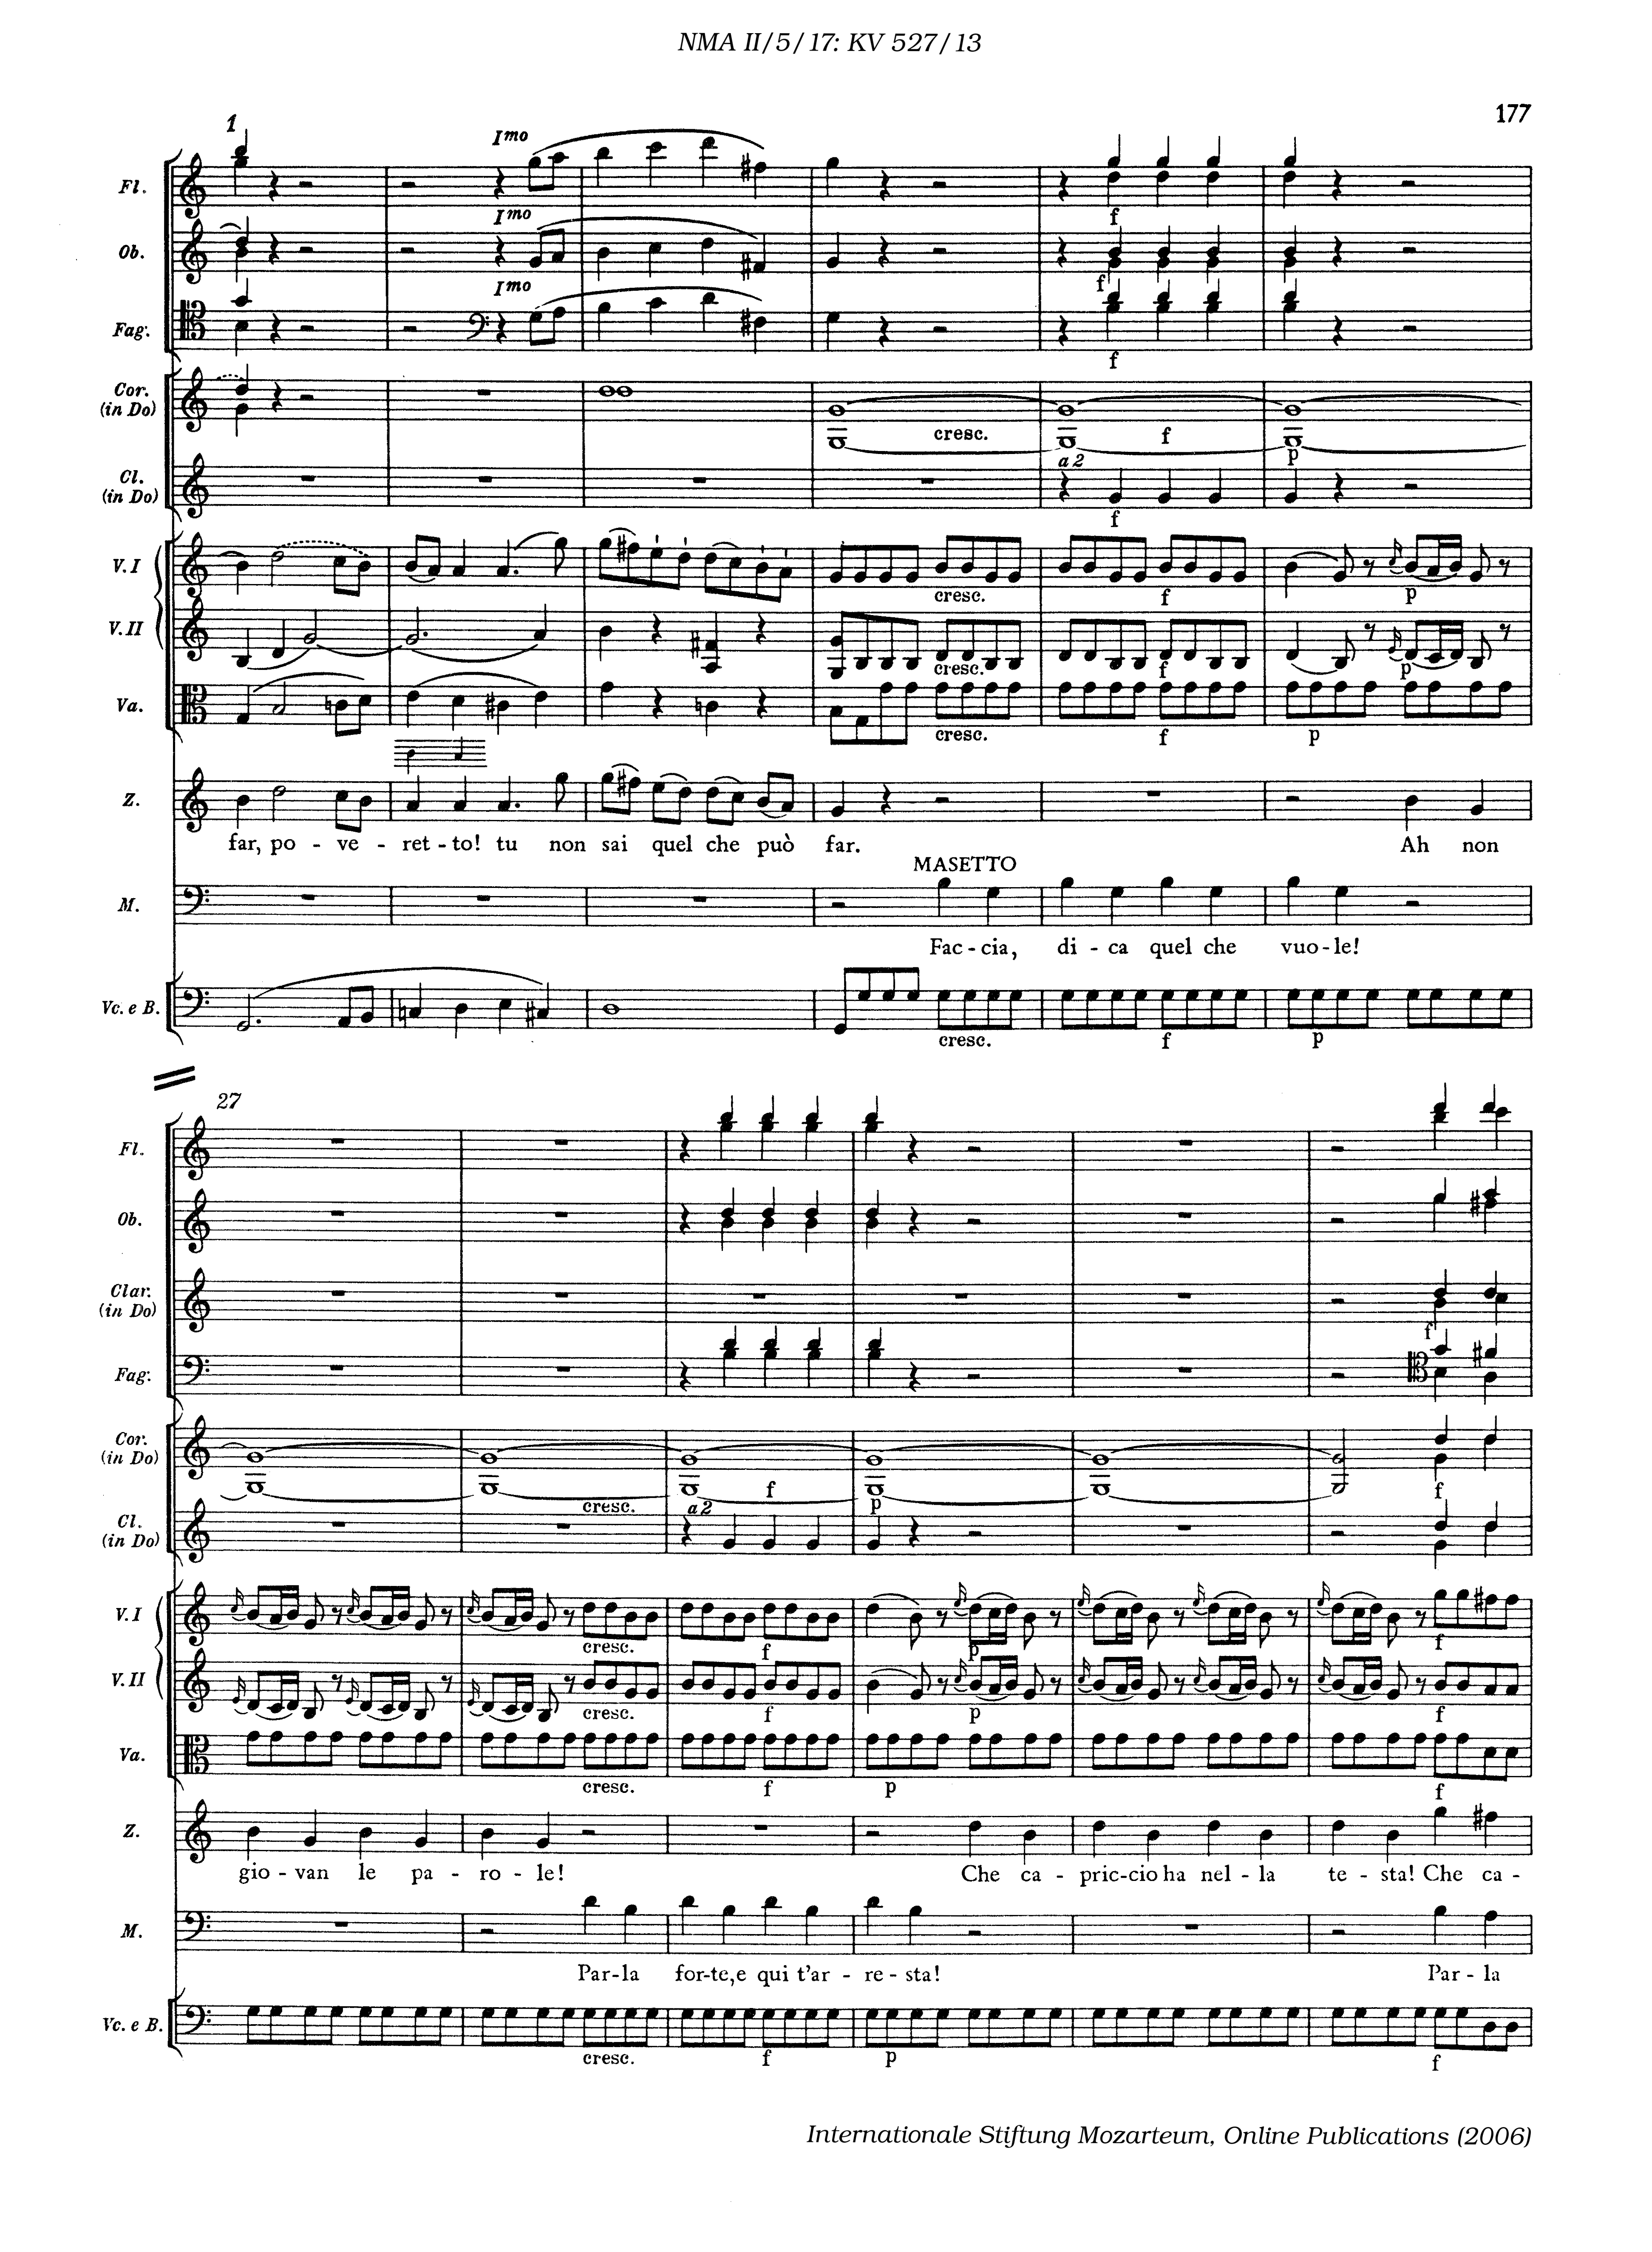 NMA II/5/17: KV 527/13
177
1
Fl.
Imo
f
Ob.
Imo
f
Fag.
Imo
f
Cor.
(in Do)
cresc. f p
Cl.
(in Do)
a 2
f
V. I
cresc. f p
V. II
cresc. f p
Va.
cresc. f p
Z.
far, po - ve - ret - to! tu non sai quel che può far. Ah non
MASETTO
M.
Fac - cia, di - ca quel che vuo - le!
Vc. e B.
cresc. f p
27
Fl.
Ob.
Clar.
(in Do)
f
Fag.
Cor.
(in Do)
cresc. f p f
Cl.
(in Do)
a 2
V. I
cresc. f p f
V. II
cresc. f p f
Va.
cresc. f p f
Z.
gio - van le pa - ro - le! Che ca - pric - cio ha nel - la te - sta! Che ca -
M.
Par - la for - te, e qui t'ar - re - sta! Par - la
Vc. e B.
cresc. f p f
Internationale Stiftung Mozarteum, Online Publications (2006)